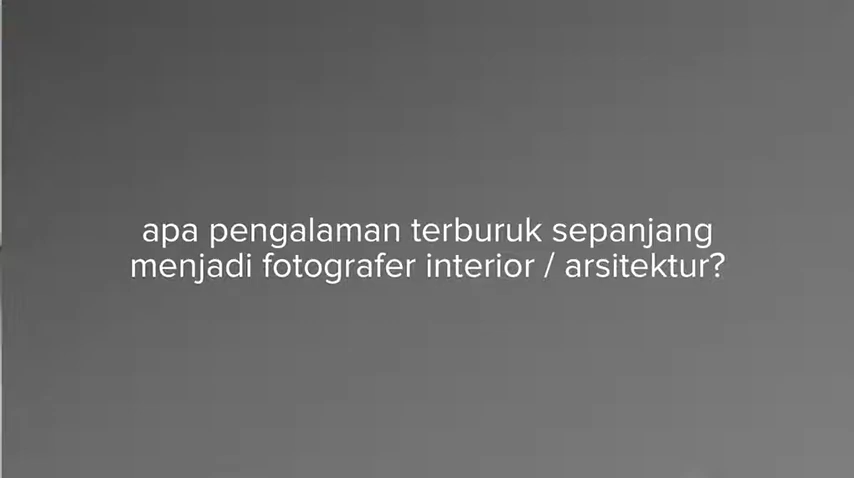 apa pengalaman terburuk sepanjang
menjadi fotografer interior / arsitektur?